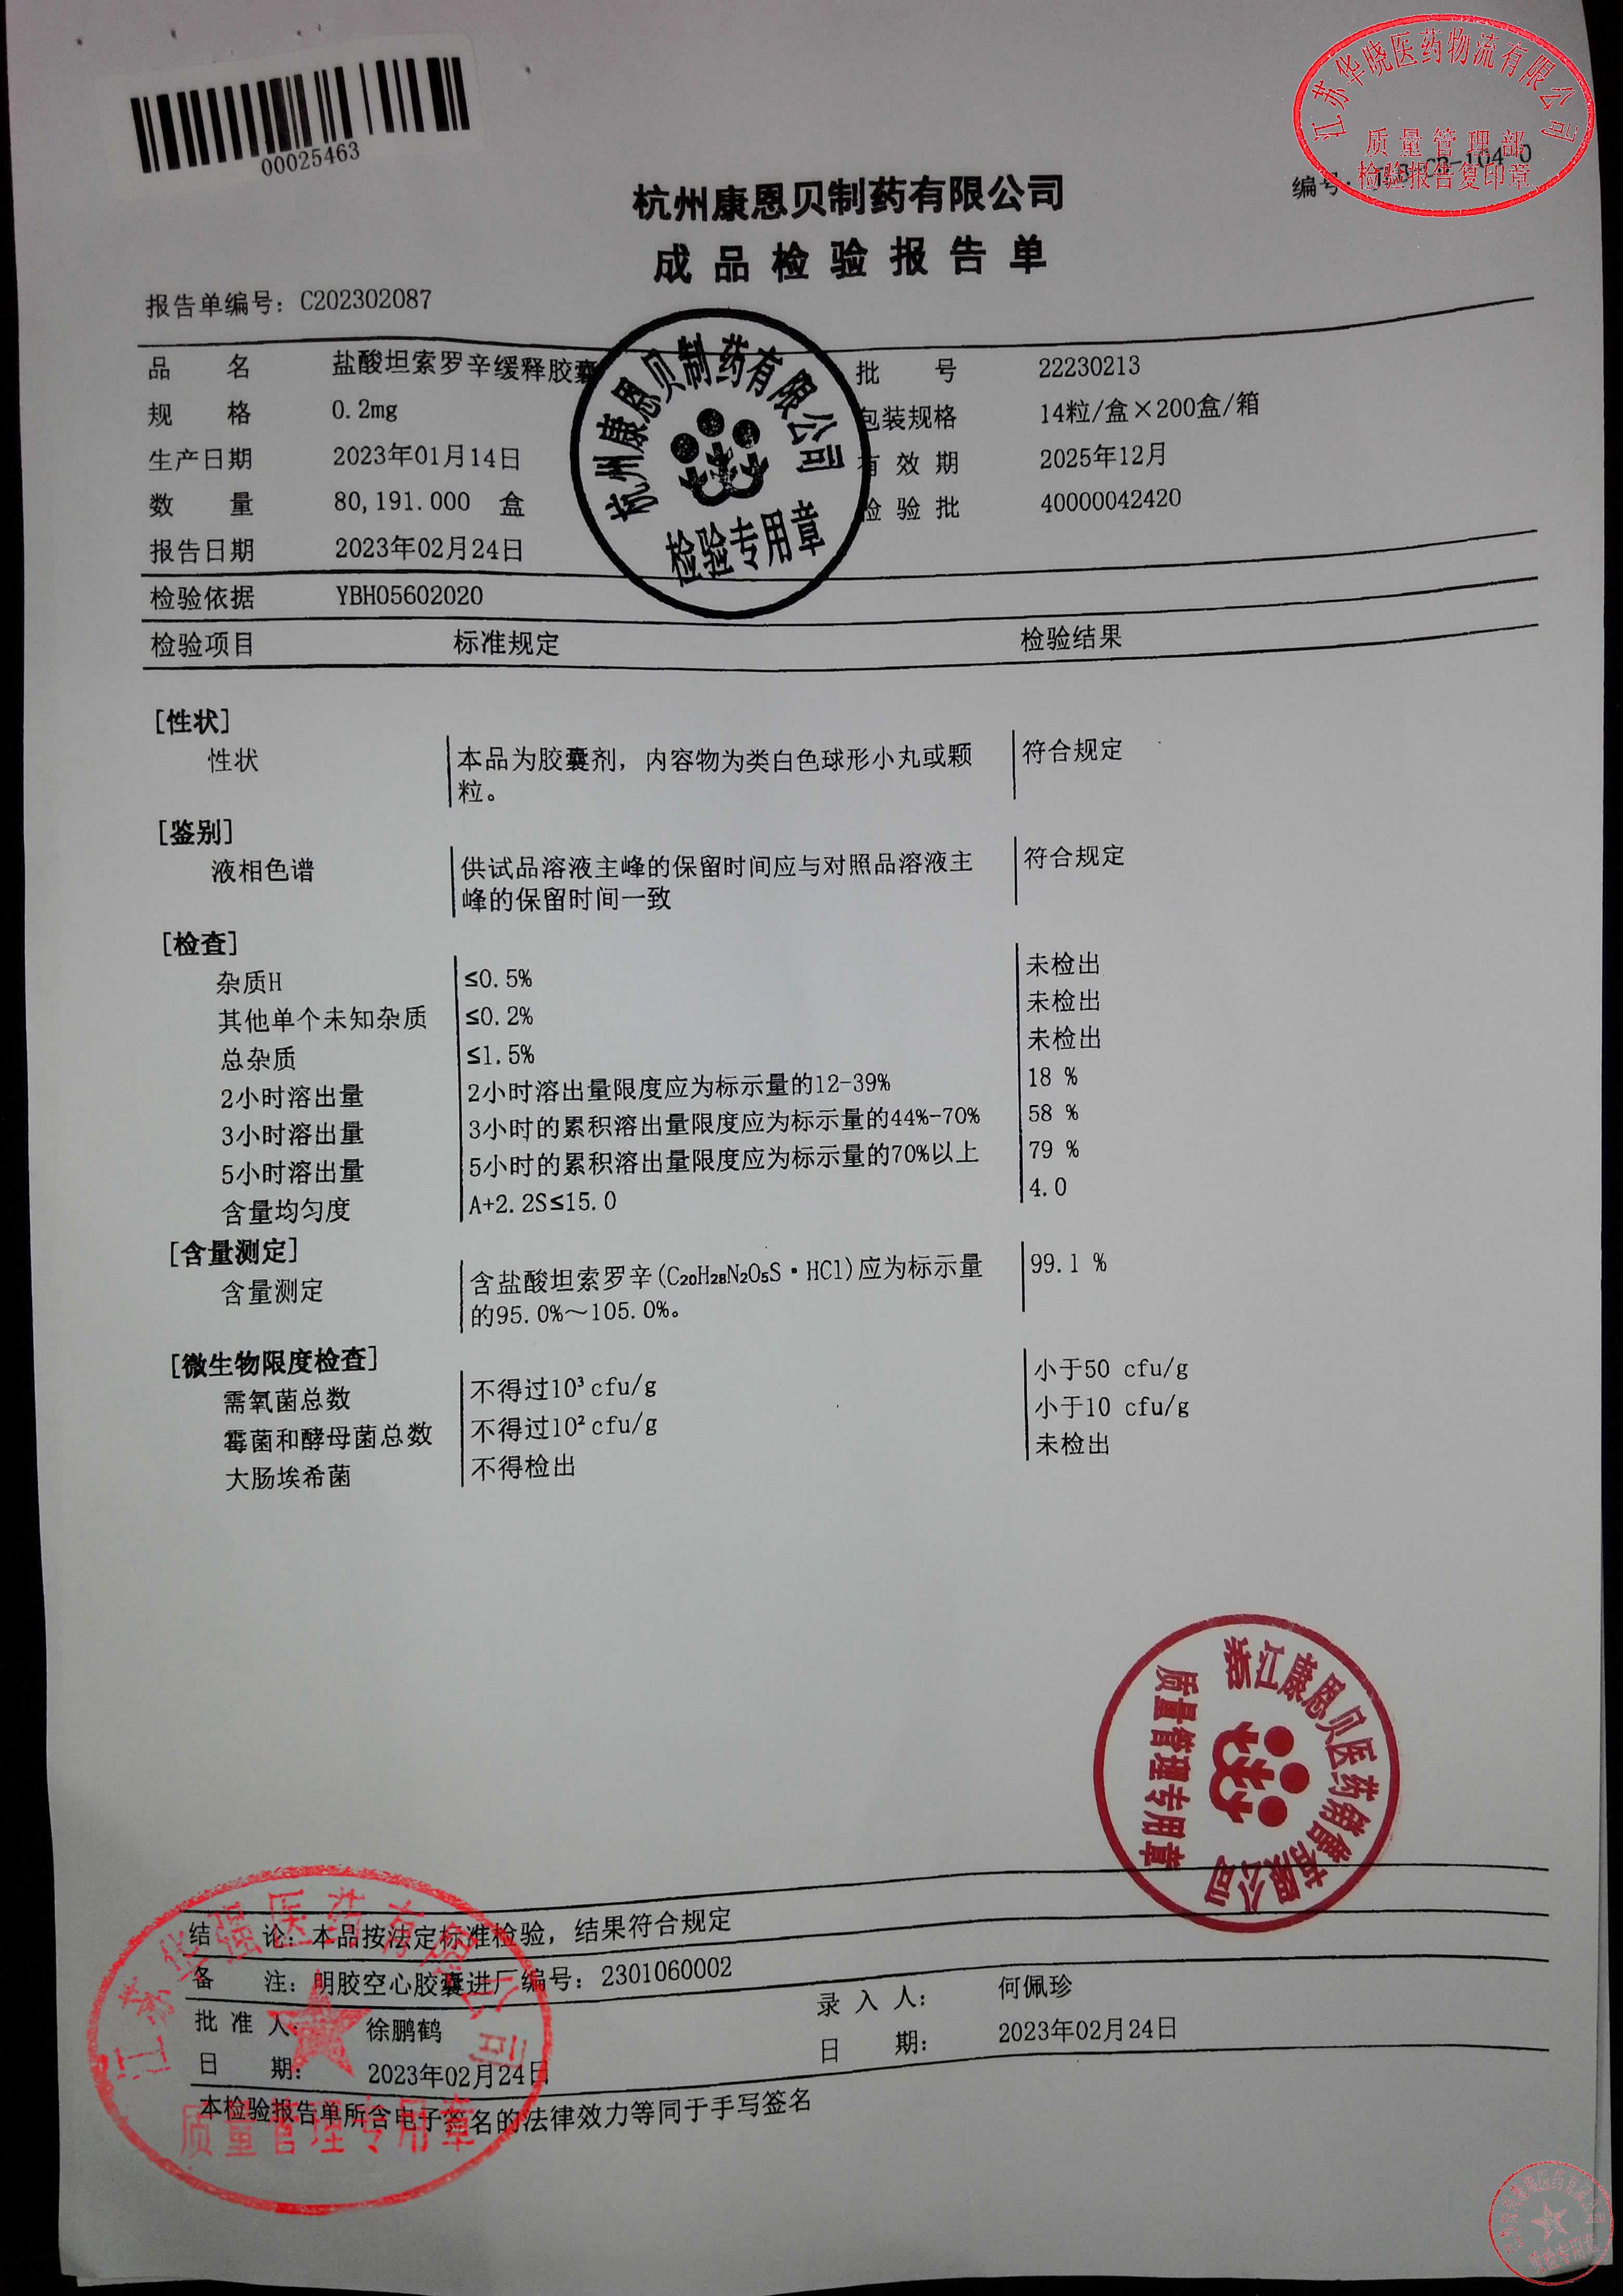 江苏华晓医药物流有限公司
质量管理部
检验报告复印章
00025463
编号:
杭州康恩贝制药有限公司
成品检验报告单
报告单编号: C202302087
品 名 盐酸坦索罗辛缓释胶囊 批 号 22230213
规 格 0.2mg 包装规格 14粒/盒×200盒/箱
生产日期 2023年01月14日 有 效 期 2025年12月
数 量 80,191.000 盒 检 验 批 40000042420
报告日期 2023年02月24日
杭州康恩贝制药有限公司
检验专用章
检验依据 YBH05602020
检验项目 标准规定 检验结果
[性状]
性状 本品为胶囊剂，内容物为类白色球形小丸或颗 符合规定
粒。
[鉴别]
液相色谱 供试品溶液主峰的保留时间应与对照品溶液主 符合规定
峰的保留时间一致
[检查]
杂质H ≤0.5% 未检出
其他单个未知杂质 ≤0.2% 未检出
总杂质 ≤1.5% 未检出
2小时溶出量 2小时溶出量限度应为标示量的12-39% 18 %
3小时溶出量 3小时的累积溶出量限度应为标示量的44%-70% 58 %
5小时溶出量 5小时的累积溶出量限度应为标示量的70%以上 79 %
含量均匀度 A+2.2S≤15.0 4.0
[含量测定]
含量测定 含盐酸坦索罗辛(C₂₀H₂₈N₂O₅S·HCl)应为标示量 99.1 %
的95.0%～105.0%。
[微生物限度检查]
需氧菌总数 不得过10³cfu/g 小于50 cfu/g
霉菌和酵母菌总数 不得过10²cfu/g 小于10 cfu/g
大肠埃希菌 不得检出 未检出
浙江康恩贝医药销售有限公司
质量管理专用章
结 论: 本品按法定标准检验，结果符合规定
备 注: 明胶空心胶囊进厂编号: 2301060002
批 准 人: 徐鹏鹤 录 入 人: 何佩珍
日 期: 2023年02月24日 日 期: 2023年02月24日
本检验报告单所含电子签名的法律效力等同于手写签名
江苏华强医药有限公司
质量管理专用章